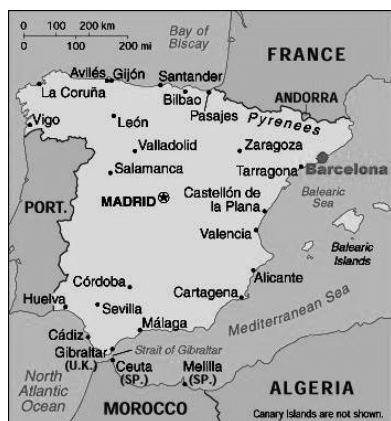 0 100 200 km
0 100 200 mi
Bay of
Biscay
FRANCE
Avilés Gijón
Santander
La Coruña
Bilbao
ANDORRA
Pasajes
Pyrenees
Vigo
León
Valladolid
Zaragoza
Salamanca
Tarragona
Barcelona
PORT.
MADRID
Castellón de
la Plana
Balearic
Sea
Valencia
Balearic
Islands
Córdoba
Alicante
Cartagena
Huelva
Sevilla
Mediterranean Sea
Málaga
Cádiz
Gibraltar
(U.K.)
Strait of Gibraltar
Ceuta
(SP.)
Melilla
(SP.)
North
Atlantic
Ocean
ALGERIA
MOROCCO
Canary Islands are not shown.